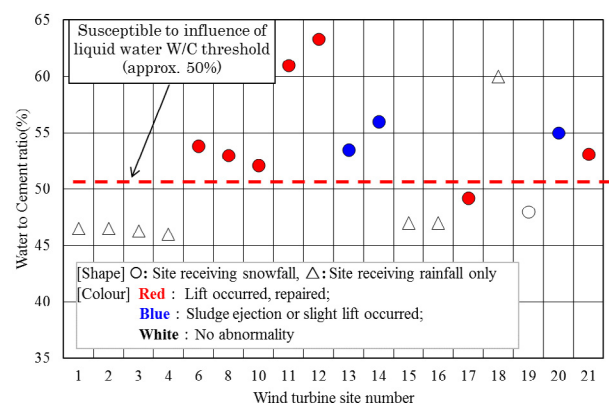 Susceptible to influence of
liquid water W/C threshold
(approx. 50%)
Water to Cement ratio(%)
65
60
55
50
45
40
35
[Shape] ○: Site receiving snowfall, △: Site receiving rainfall only
[Colour] Red : Lift occurred, repaired;
Blue : Sludge ejection or slight lift occurred;
White : No abnormality
1 2 3 4 6 8 10 11 12 13 14 15 16 17 18 19 20 21
Wind turbine site number